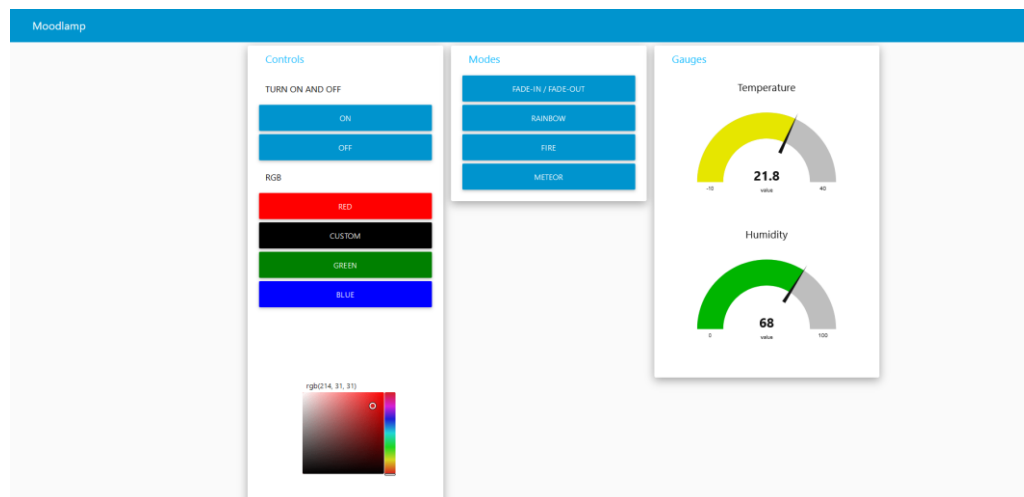 Moodlamp
Controls
TURN ON AND OFF
ON
OFF
RGB
RED
CUSTOM
GREEN
BLUE
rgb(214, 31, 31)
Modes
FADE-IN / FADE-OUT
RAINBOW
FIRE
METEOR
Gauges
Temperature
21.8
value
-10
40
Humidity
68
value
0
100